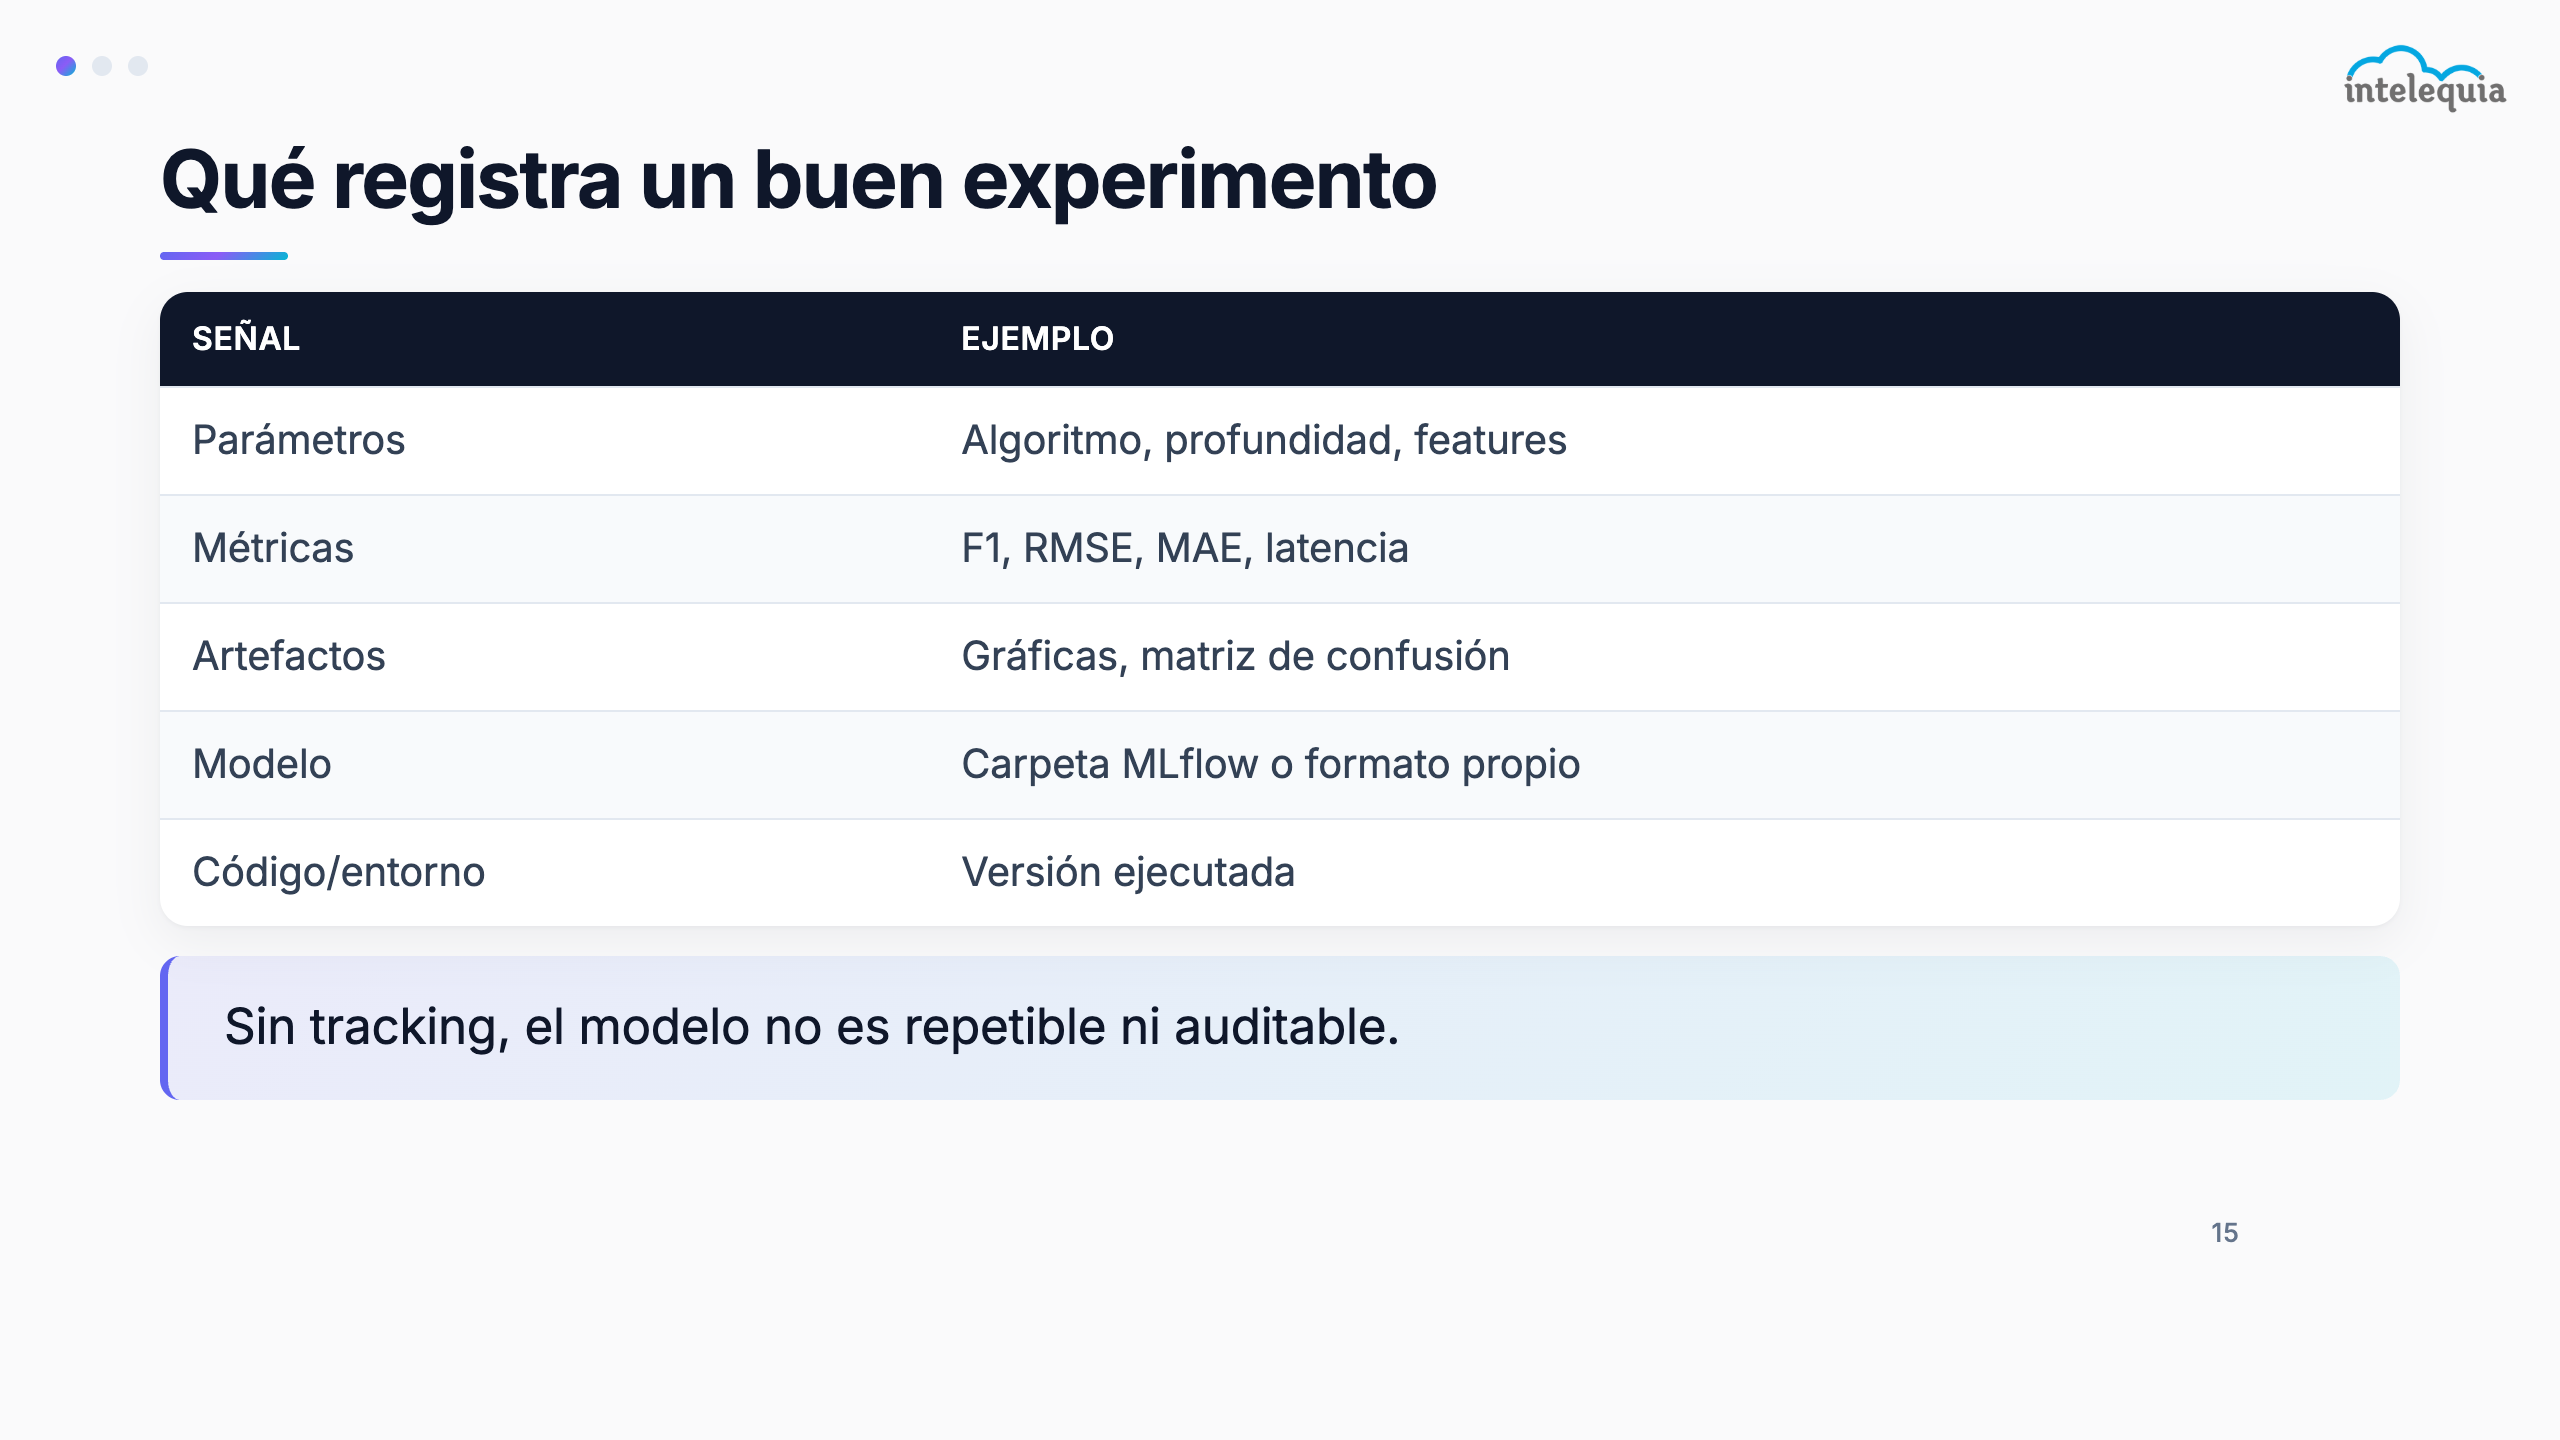 intelequia
Qué registra un buen experimento
SEÑAL EJEMPLO
Parámetros Algoritmo, profundidad, features
Métricas F1, RMSE, MAE, latencia
Artefactos Gráficas, matriz de confusión
Modelo Carpeta MLflow o formato propio
Código/entorno Versión ejecutada
Sin tracking, el modelo no es repetible ni auditable.
15